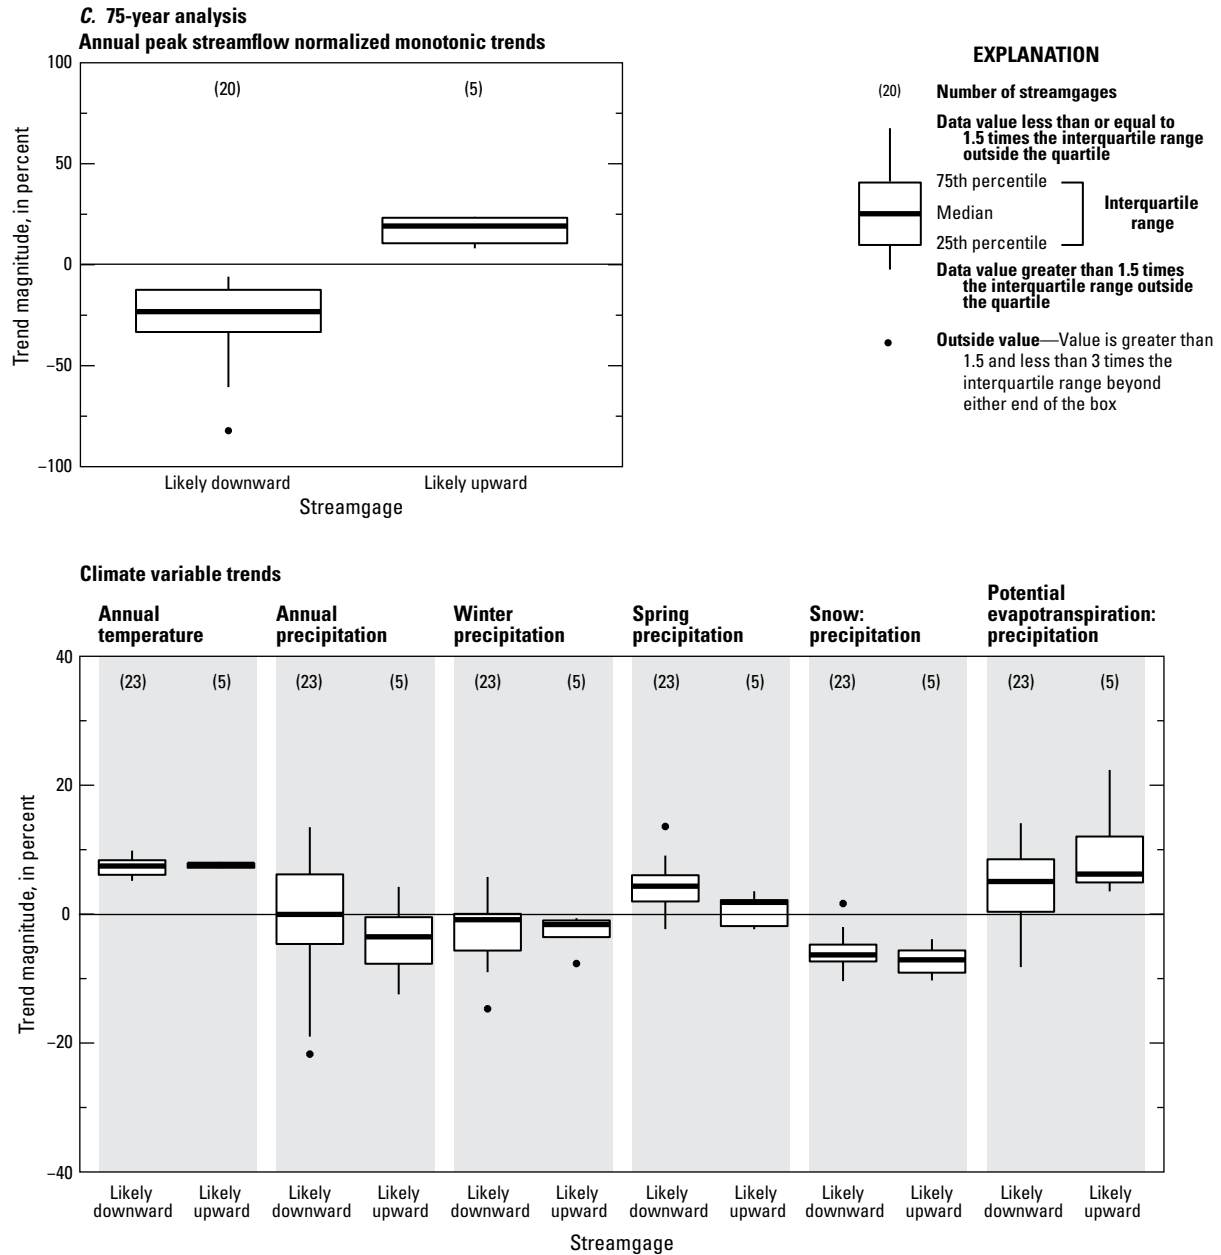 C. 75-year analysis
Annual peak streamflow normalized monotonic trends
100
50
0
−50
−100
Trend magnitude, in percent
(20)
(5)
Likely downward
Likely upward
Streamgage
EXPLANATION
(20) Number of streamgages
Data value less than or equal to
1.5 times the interquartile range
outside the quartile
75th percentile
Median
25th percentile
Interquartile
range
Data value greater than 1.5 times
the interquartile range outside
the quartile
Outside value—Value is greater than
1.5 and less than 3 times the
interquartile range beyond
either end of the box
Climate variable trends
Annual
temperature
Annual
precipitation
Winter
precipitation
Spring
precipitation
Snow:
precipitation
Potential
evapotranspiration:
precipitation
40
20
0
−20
−40
Trend magnitude, in percent
(23)
(5)
(23)
(5)
(23)
(5)
(23)
(5)
(23)
(5)
(23)
(5)
Likely
downward
Likely
upward
Likely
downward
Likely
upward
Likely
downward
Likely
upward
Likely
downward
Likely
upward
Likely
downward
Likely
upward
Likely
downward
Likely
upward
Streamgage